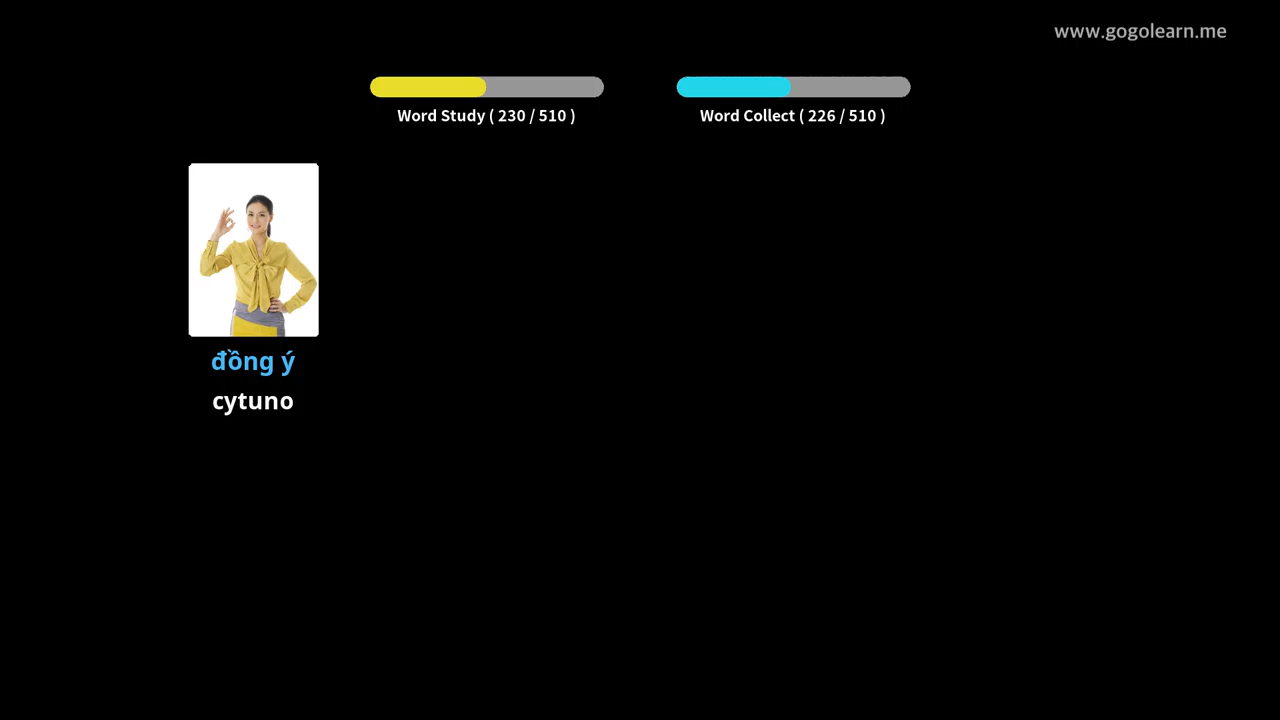 www.gogolearn.me
Word Study ( 230 / 510 )
Word Collect ( 226 / 510 )
đồng ý
cytuno